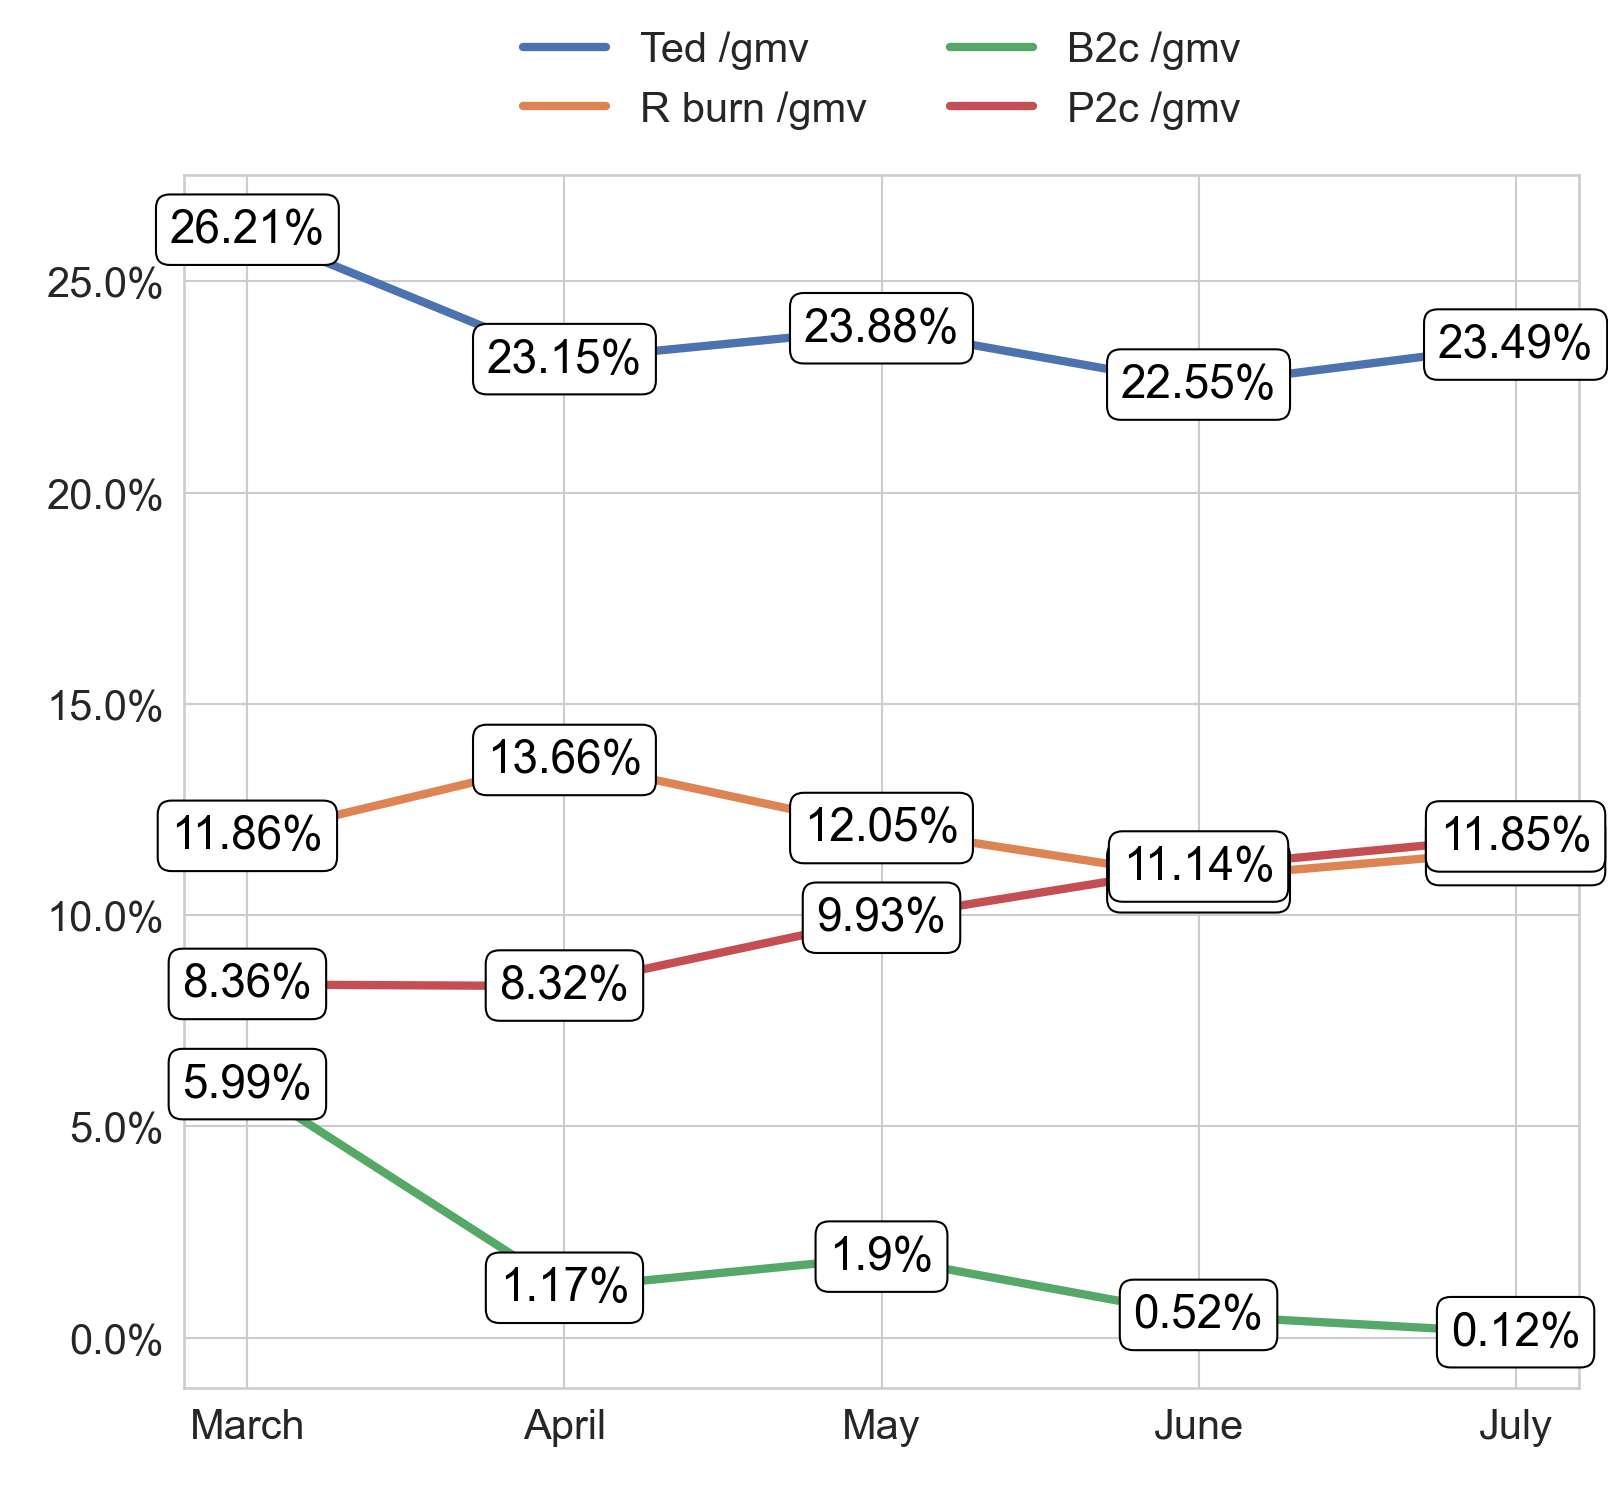 Ted /gmv
R burn /gmv
B2c /gmv
P2c /gmv
26.21%
25.0%
23.15%
23.88%
22.55%
23.49%
20.0%
15.0%
13.66%
11.86%
12.05%
11.14%
11.85%
10.0%
9.93%
8.36%
8.32%
5.99%
5.0%
1.17%
1.9%
0.52%
0.12%
0.0%
March
April
May
June
July